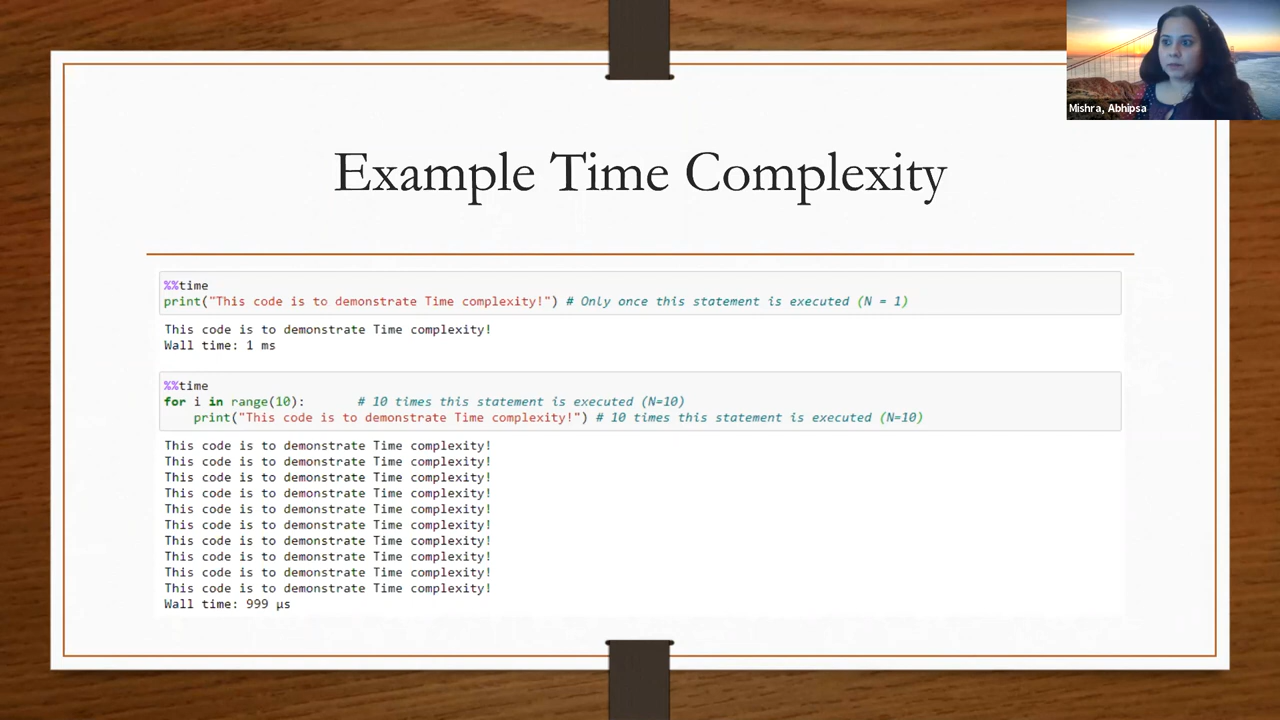 Mishra, Abhipsa
Example Time Complexity
%%time
print("This code is to demonstrate Time complexity!") # Only once this statement is executed (N = 1)
This code is to demonstrate Time complexity!
Wall time: 1 ms
%%time
for i in range(10):       # 10 times this statement is executed (N=10)
    print("This code is to demonstrate Time complexity!") # 10 times this statement is executed (N=10)
This code is to demonstrate Time complexity!
This code is to demonstrate Time complexity!
This code is to demonstrate Time complexity!
This code is to demonstrate Time complexity!
This code is to demonstrate Time complexity!
This code is to demonstrate Time complexity!
This code is to demonstrate Time complexity!
This code is to demonstrate Time complexity!
This code is to demonstrate Time complexity!
This code is to demonstrate Time complexity!
Wall time: 999 µs